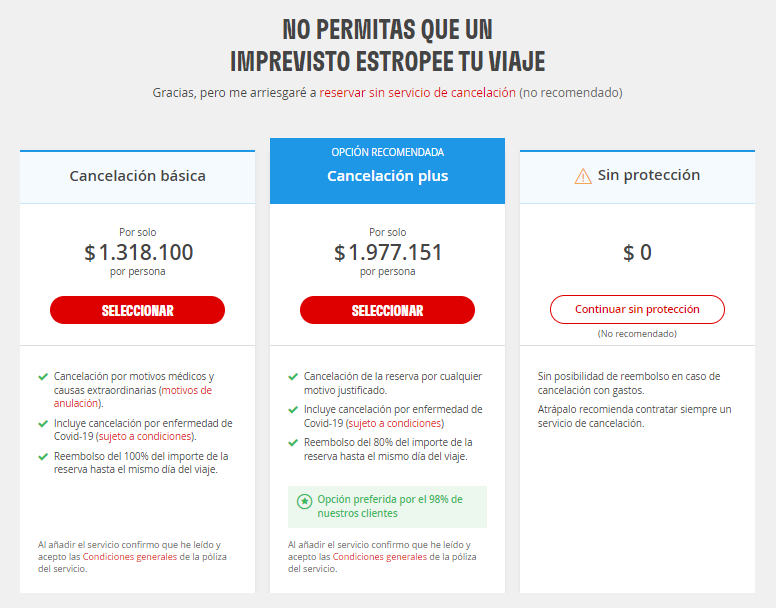 NO PERMITAS QUE UN
IMPREVISTO ESTROPEE TU VIAJE
Gracias, pero me arriesgaré a reservar sin servicio de cancelación (no recomendado)
Cancelación básica
Por solo
$ 1.318.100
por persona
SELECCIONAR
Cancelación por motivos médicos y
causas extraordinarias (motivos de
anulación).
Incluye cancelación por enfermedad de
Covid-19 (sujeto a condiciones).
Reembolso del 100% del importe de la
reserva hasta el mismo día del viaje.
Al añadir el servicio confirmo que he leído y
acepto las Condiciones generales de la póliza
del servicio.
OPCIÓN RECOMENDADA
Cancelación plus
Por solo
$ 1.977.151
por persona
SELECCIONAR
Cancelación de la reserva por cualquier
motivo justificado.
Incluye cancelación por enfermedad de
Covid-19 (sujeto a condiciones)
Reembolso del 80% del importe de la
reserva hasta el mismo día del viaje.
Opción preferida por el 98% de
nuestros clientes
Al añadir el servicio confirmo que he leído y
acepto las Condiciones generales de la póliza
del servicio.
Sin protección
$ 0
Continuar sin protección
(No recomendado)
Sin posibilidad de reembolso en caso de
cancelación con gastos.
Atrápalo recomienda contratar siempre un
servicio de cancelación.